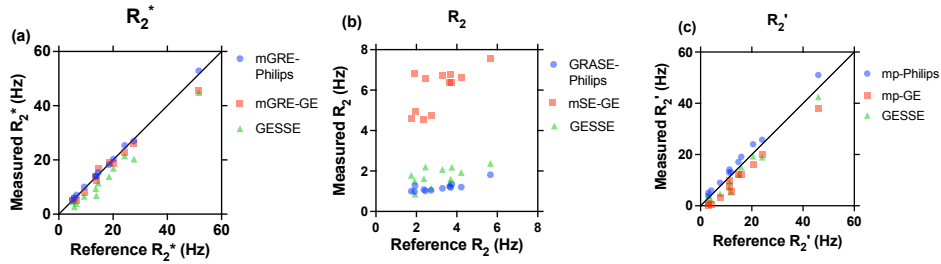 R2*
(a)
60
40
20
0
0
20
40
60
Measured R2* (Hz)
Reference R2* (Hz)
mGRE-
Philips
mGRE-GE
GESSE
R2
(b)
8
6
4
2
0
0
2
4
6
8
Measured R2 (Hz)
Reference R2 (Hz)
GRASE-
Philips
mSE-GE
GESSE
R2'
(c)
60
40
20
0
0
20
40
60
Measured R2' (Hz)
Reference R2' (Hz)
mp-Philips
mp-GE
GESSE